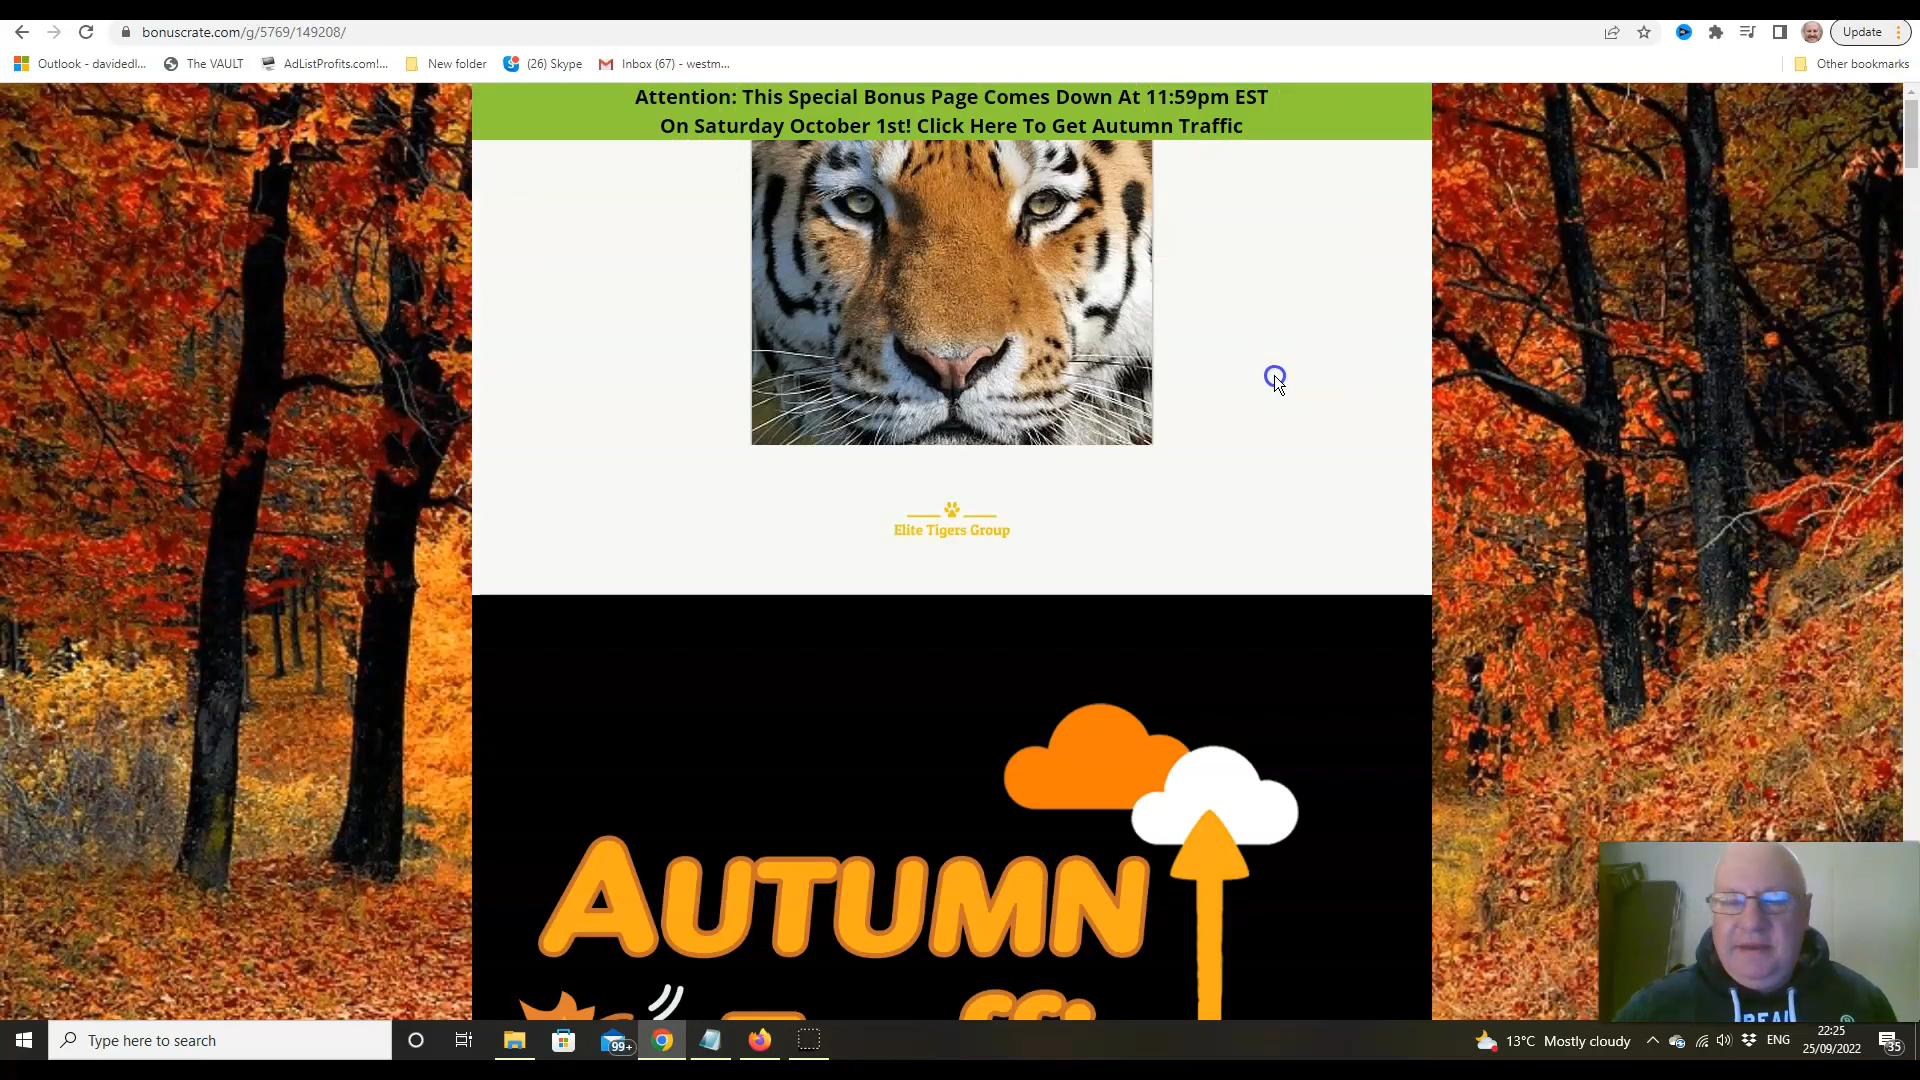 bonuscrate.com/g/5769/149208/
Update
Outlook - davidedl...
The VAULT
AdListProfits.com!...
New folder
(26) Skype
Inbox (67) - westm...
Other bookmarks
Attention: This Special Bonus Page Comes Down At 11:59pm EST
On Saturday October 1st! Click Here To Get Autumn Traffic
Elite Tigers Group
AUTUMN
Type here to search
99+
13°C Mostly cloudy
ENG
22:25
25/09/2022
35